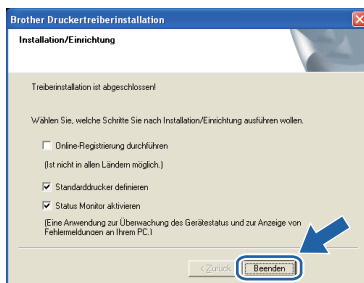 Brother Druckertreiberinstallation
Installation/Einrichtung
Treiberinstallation ist abgeschlossen!
Wählen Sie, welche Schritte Sie nach Installation/Einrichtung ausführen wollen.
Online-Registrierung durchführen
(Ist nicht in allen Ländern möglich.)
Standarddrucker definieren
Status Monitor aktivieren
(Eine Anwendung zur Überwachung des Gerätestatus und zur Anzeige von
Fehlermeldungen an Ihrem PC.)
< Zurück
Beenden